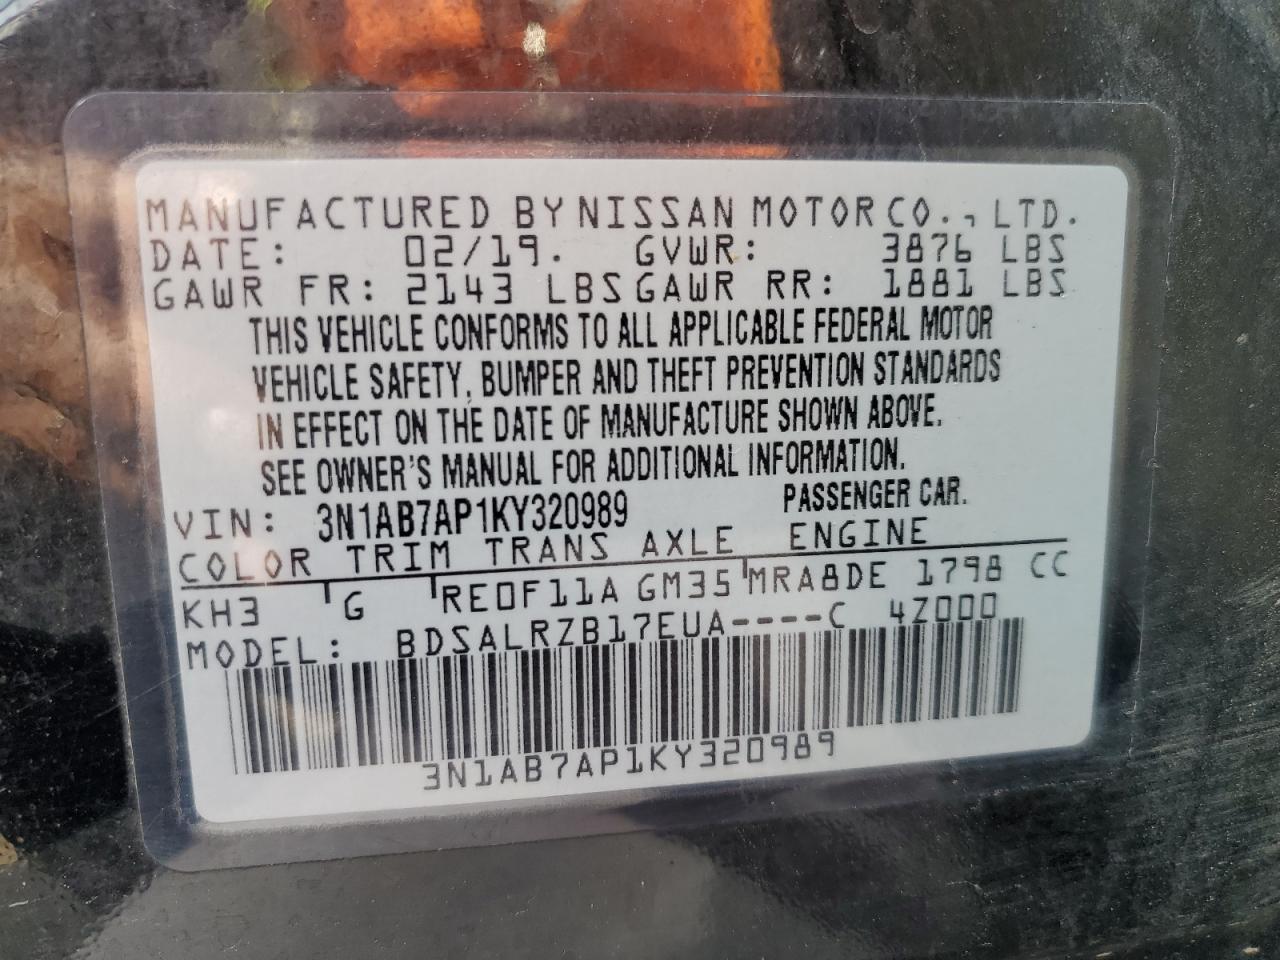 MANUFACTURED BY NISSAN MOTOR CO., LTD.
DATE: 02/19. GVWR: 3876 LBS
GAWR FR: 2143 LBS GAWR RR: 1881 LBS
THIS VEHICLE CONFORMS TO ALL APPLICABLE FEDERAL MOTOR
VEHICLE SAFETY, BUMPER AND THEFT PREVENTION STANDARDS
IN EFFECT ON THE DATE OF MANUFACTURE SHOWN ABOVE.
SEE OWNER'S MANUAL FOR ADDITIONAL INFORMATION.
VIN: 3N1AB7AP1KY320989 PASSENGER CAR.
COLOR TRIM TRANS AXLE ENGINE
KH3 G RE0F11A GM35 MRA8DE 1798 CC
MODEL: BDSALRZB17EUA----C 4Z000
3N1AB7AP1KY320989